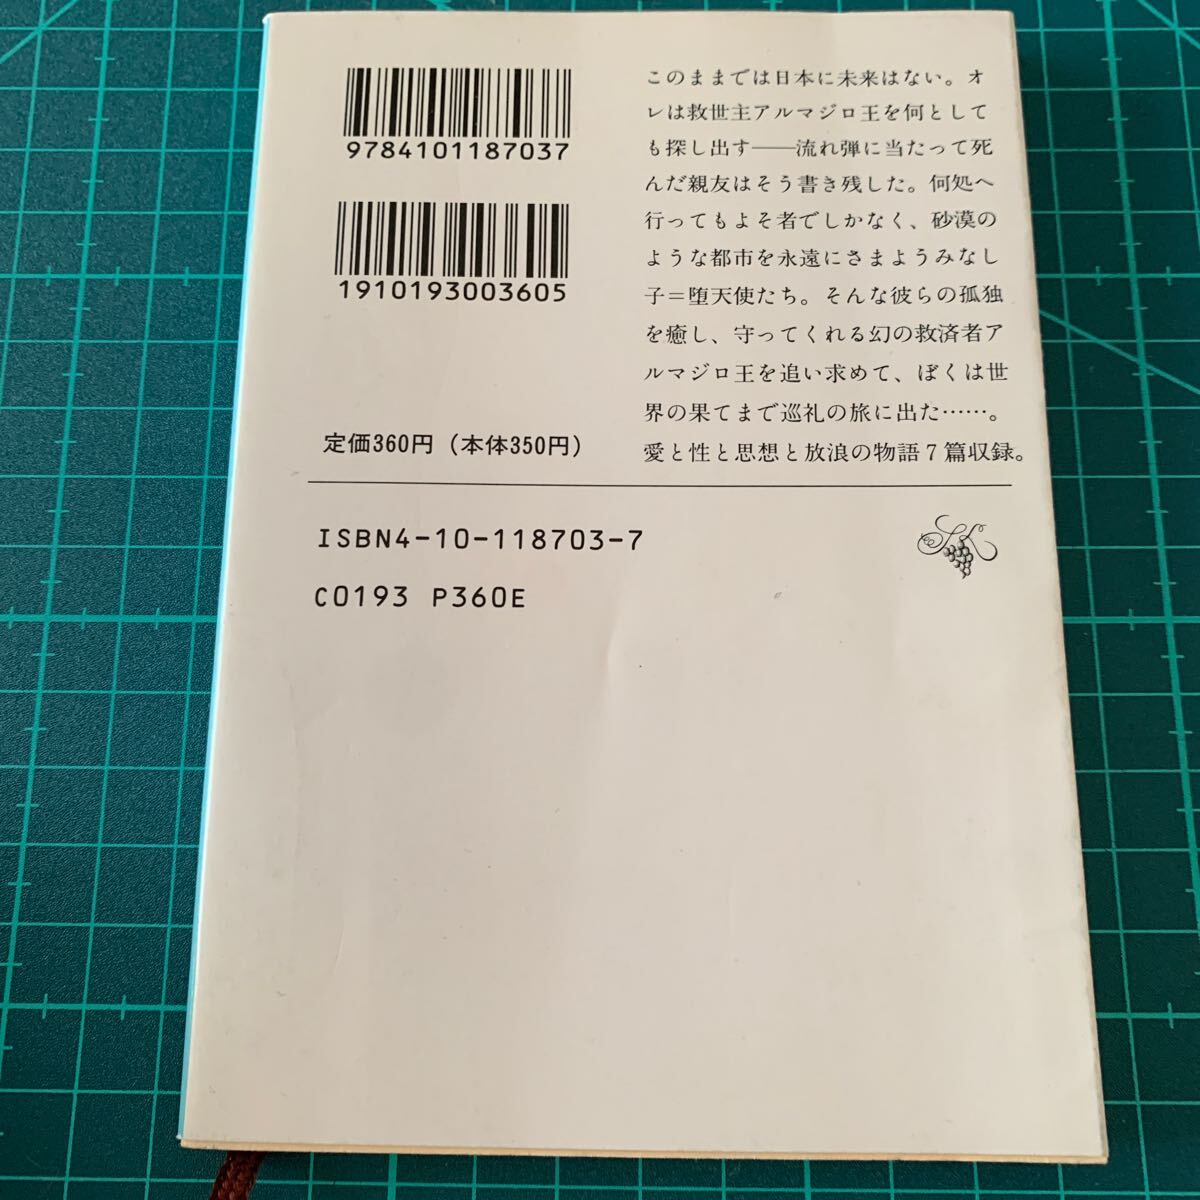 9784101187037
1910193003605
定価360円（本体350円）
このままでは日本に未来はない。オ
レは救世主アルマジロ王を何として
も探し出す――流れ弾に当たって死
んだ親友はそう書き残した。何処へ
行ってもよそ者でしかなく、砂漠の
ような都市を永遠にさまようみなし
子＝堕天使たち。そんな彼らの孤独
を癒し、守ってくれる幻の救済者ア
ルマジロ王を追い求めて、ぼくは世
界の果てまで巡礼の旅に出た……。
愛と性と思想と放浪の物語７篇収録。
ISBN4-10-118703-7
C0193 P360E